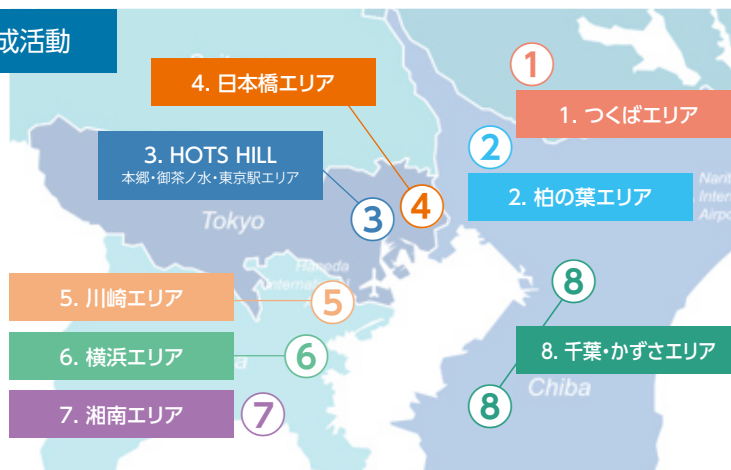 成活動
4. 日本橋エリア
1
1. つくばエリア
3. HOTS HILL
本郷・御茶ノ水・東京駅エリア
2
2. 柏の葉エリア
Narit
Intern
Airpo
4
3
Tokyo
Haneda
International
5. 川崎エリア
5
8
6. 横浜エリア
6
8. 千葉・かずさエリア
Chiba
7. 湘南エリア
7
8